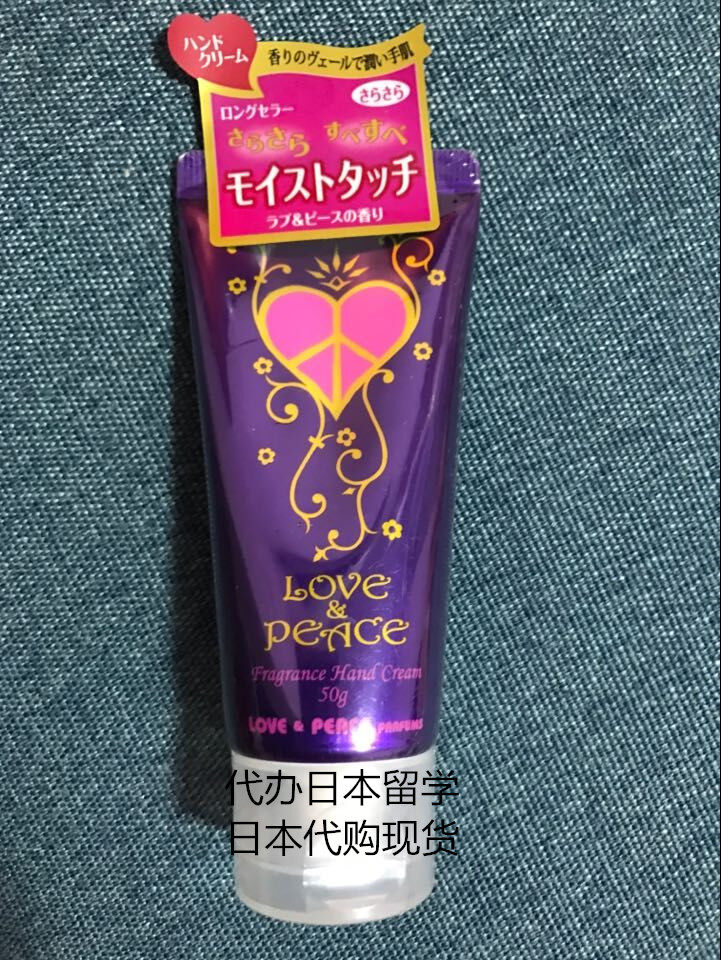 ハンド
クリーム
香りのヴェールで潤い手肌
さらさら
ロングセラー
さらさら すべすべ
モイストタッチ
ラブ&ピースの香り
LOVE
&
PEACE
Fragrance Hand Cream
50g
LOVE & PEACE PARFUMS
代办日本留学
日本代购现货